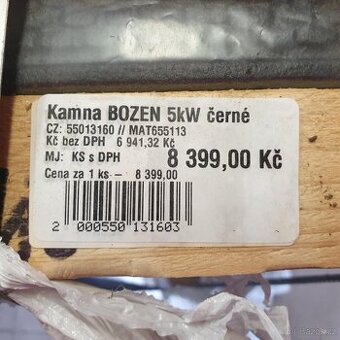 Kamna BOZEN 5kW černé
CZ: 55013160 // MAT655113
Kč bez DPH 6 941,32 Kč
MJ: KS s DPH 8 399,00 Kč
Cena za 1 ks – 8 399,00
2 000550 131603